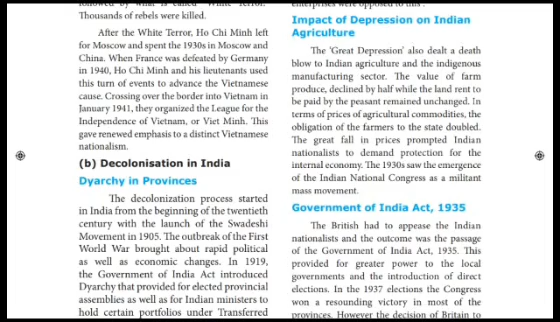 followed by what is called 'White Terror.'
Thousands of rebels were killed.
After the White Terror, Ho Chi Minh left
for Moscow and spent the 1930s in Moscow and
China. When France was defeated by Germany
in 1940, Ho Chi Minh and his lieutenants used
this turn of events to advance the Vietnamese
cause. Crossing over the border into Vietnam in
January 1941, they organized the League for the
Independence of Vietnam, or Viet Minh. This
gave renewed emphasis to a distinct Vietnamese
nationalism.
(b) Decolonisation in India
Dyarchy in Provinces
The decolonization process started
in India from the beginning of the twentieth
century with the launch of the Swadeshi
Movement in 1905. The outbreak of the First
World War brought about rapid political
as well as economic changes. In 1919,
the Government of India Act introduced
Dyarchy that provided for elected provincial
assemblies as well as for Indian ministers to
hold certain portfolios under Transferred
enterprises were opposed to this .
Impact of Depression on Indian
Agriculture
The 'Great Depression' also dealt a death
blow to Indian agriculture and the indigenous
manufacturing sector. The value of farm
produce, declined by half while the land rent to
be paid by the peasant remained unchanged. In
terms of prices of agricultural commodities, the
obligation of the farmers to the state doubled.
The great fall in prices prompted Indian
nationalists to demand protection for the
internal economy. The 1930s saw the emergence
of the Indian National Congress as a militant
mass movement.
Government of India Act, 1935
The British had to appease the Indian
nationalists and the outcome was the passage
of the Government of India Act, 1935. This
provided for greater power to the local
governments and the introduction of direct
elections. In the 1937 elections the Congress
won a resounding victory in most of the
provinces. However the decision of Britain to